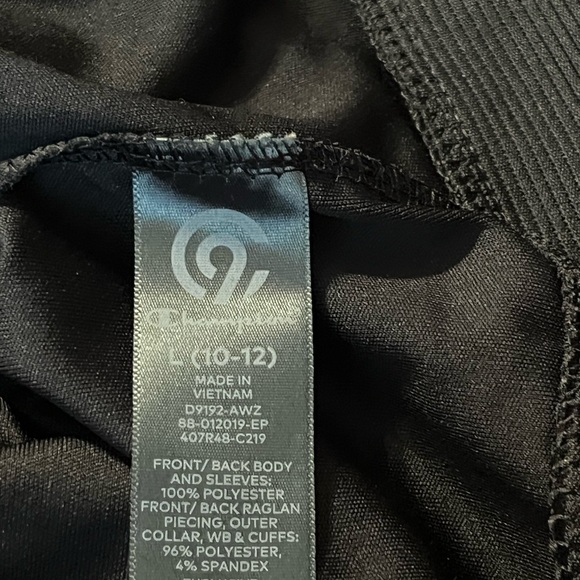 C9
Champion
L (10-12)
MADE IN
VIETNAM
D9192-AWZ
88-012019-EP
407R48-C219
FRONT/ BACK BODY
AND SLEEVES:
100% POLYESTER
FRONT/ BACK RAGLAN
PIECING, OUTER
COLLAR, WB & CUFFS:
96% POLYESTER,
4% SPANDEX